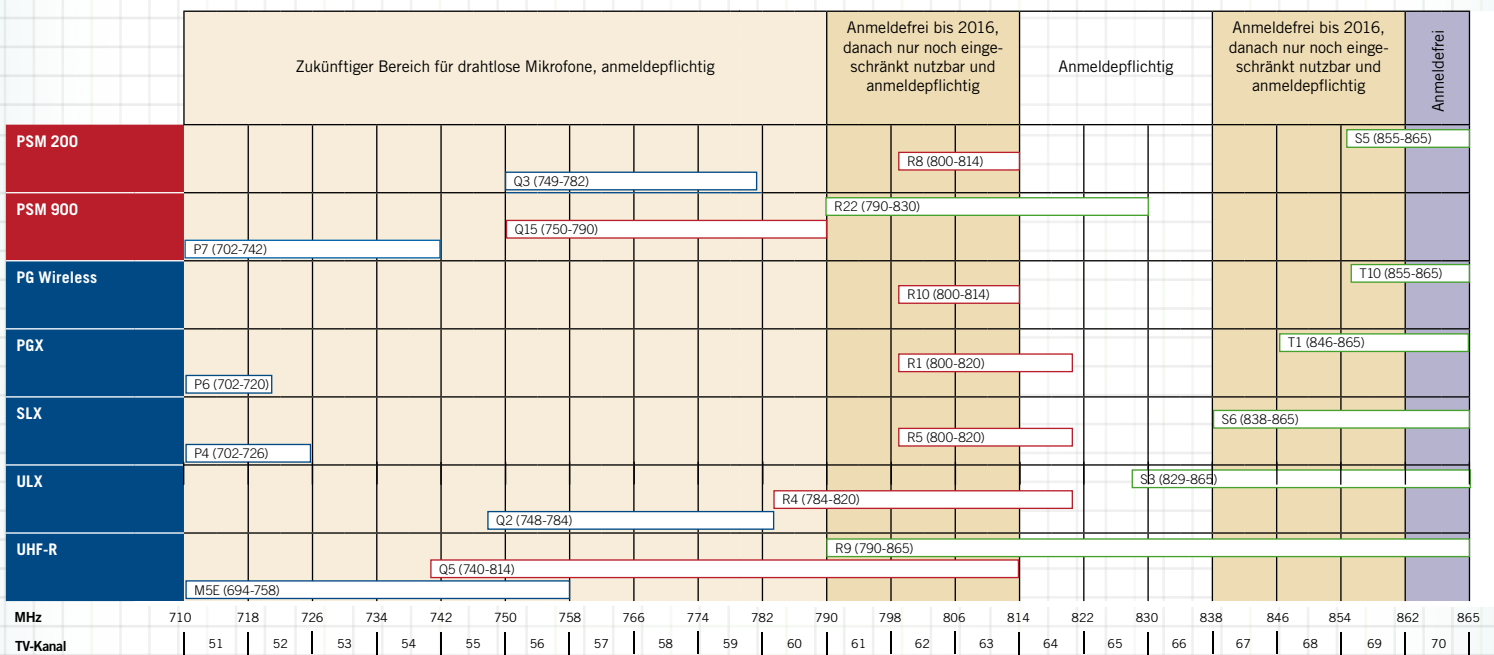 Zukünftiger Bereich für drahtlose Mikrofone, anmeldepflichtig
Anmeldefrei bis 2016,
danach nur noch einge-
schränkt nutzbar und
anmeldepflichtig
Anmeldepflichtig
Anmeldefrei bis 2016,
danach nur noch einge-
schränkt nutzbar und
anmeldepflichtig
Anmeldefrei
PSM 200
S5 (855-865)
R8 (800-814)
Q3 (749-782)
PSM 900
R22 (790-830)
Q15 (750-790)
P7 (702-742)
PG Wireless
T10 (855-865)
R10 (800-814)
PGX
T1 (846-865)
R1 (800-820)
P6 (702-720)
SLX
S6 (838-865)
R5 (800-820)
P4 (702-726)
ULX
S3 (829-865)
R4 (784-820)
Q2 (748-784)
UHF-R
R9 (790-865)
Q5 (740-814)
M5E (694-758)
MHz 710 718 726 734 742 750 758 766 774 782 790 798 806 814 822 830 838 846 854 862 865
TV-Kanal 51 52 53 54 55 56 57 58 59 60 61 62 63 64 65 66 67 68 69 70